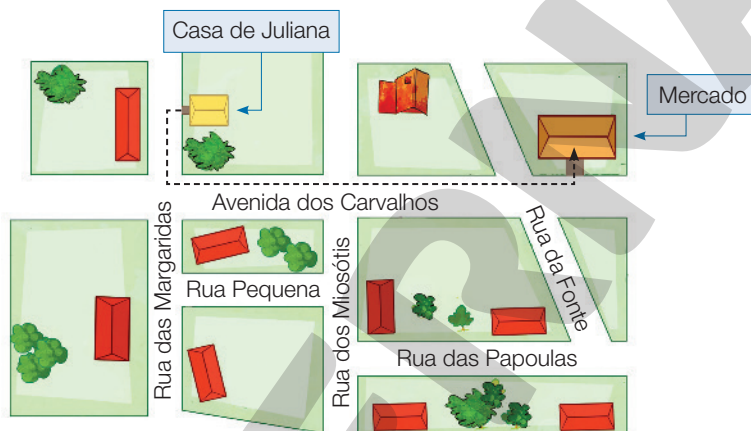 Casa de Juliana
Mercado
Avenida dos Carvalhos
Rua das Margaridas
Rua Pequena
Rua dos Miosótis
Rua da Fonte
Rua das Papoulas